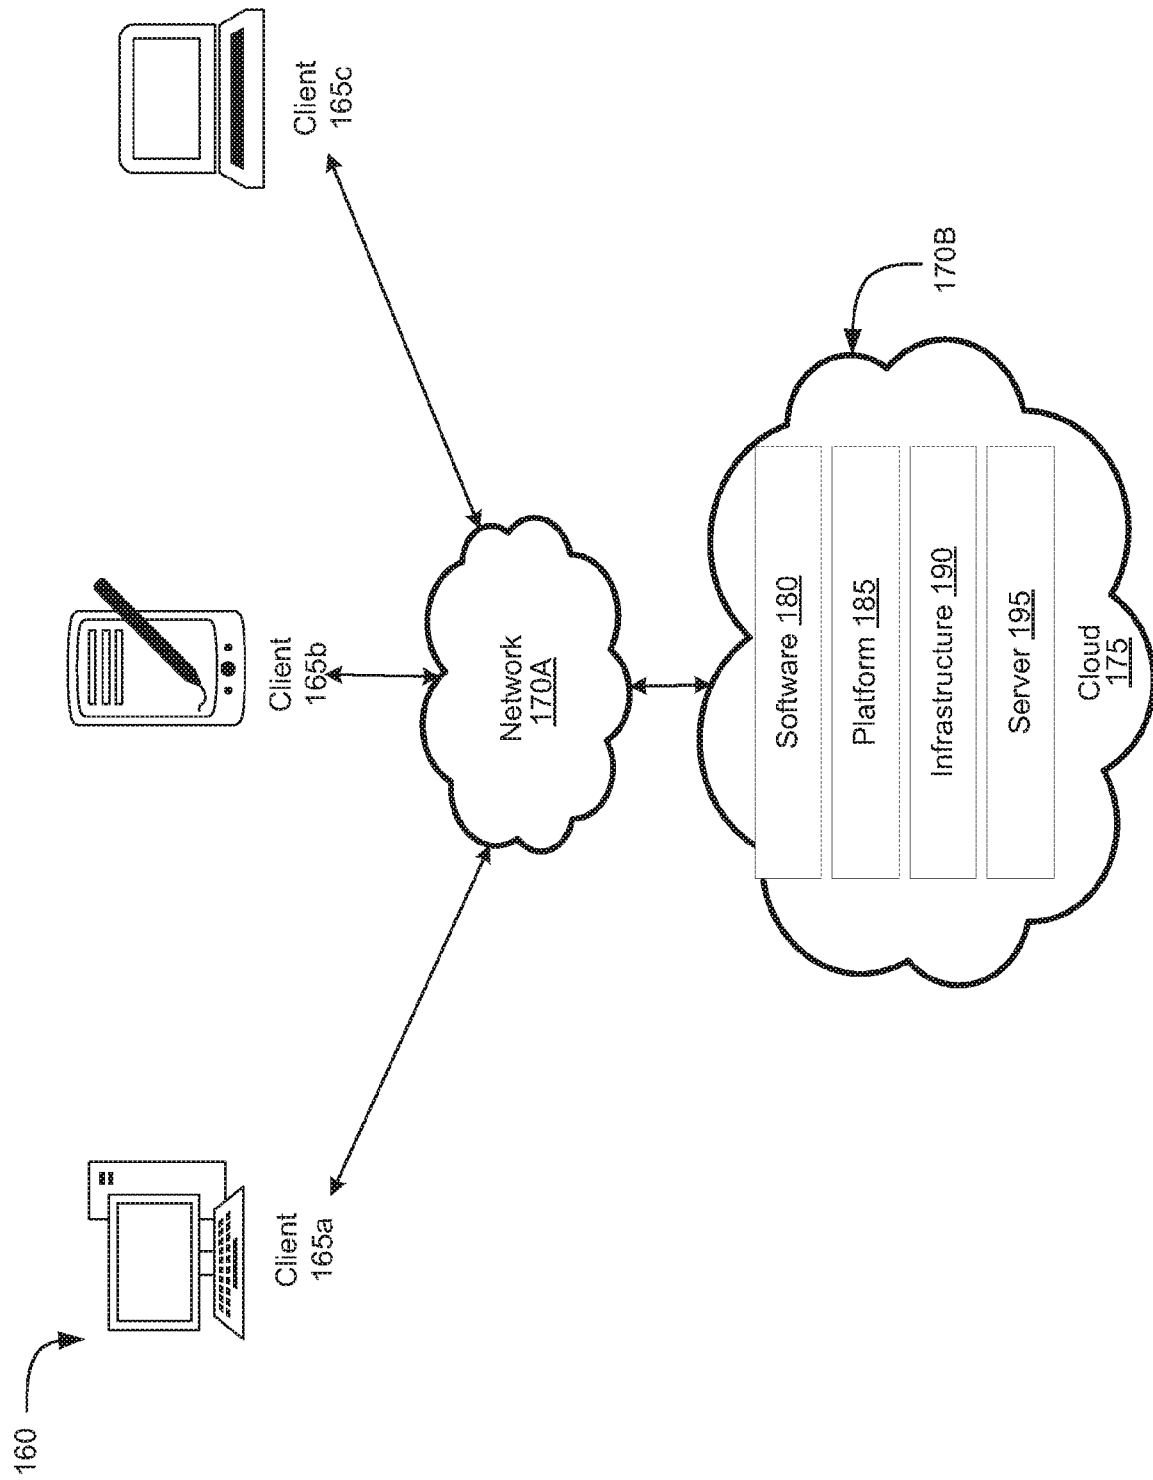 160
Client
165a
Client
165b
Client
165c
Network
170A
170B
Software 180
Platform 185
Infrastructure 190
Server 195
Cloud
175